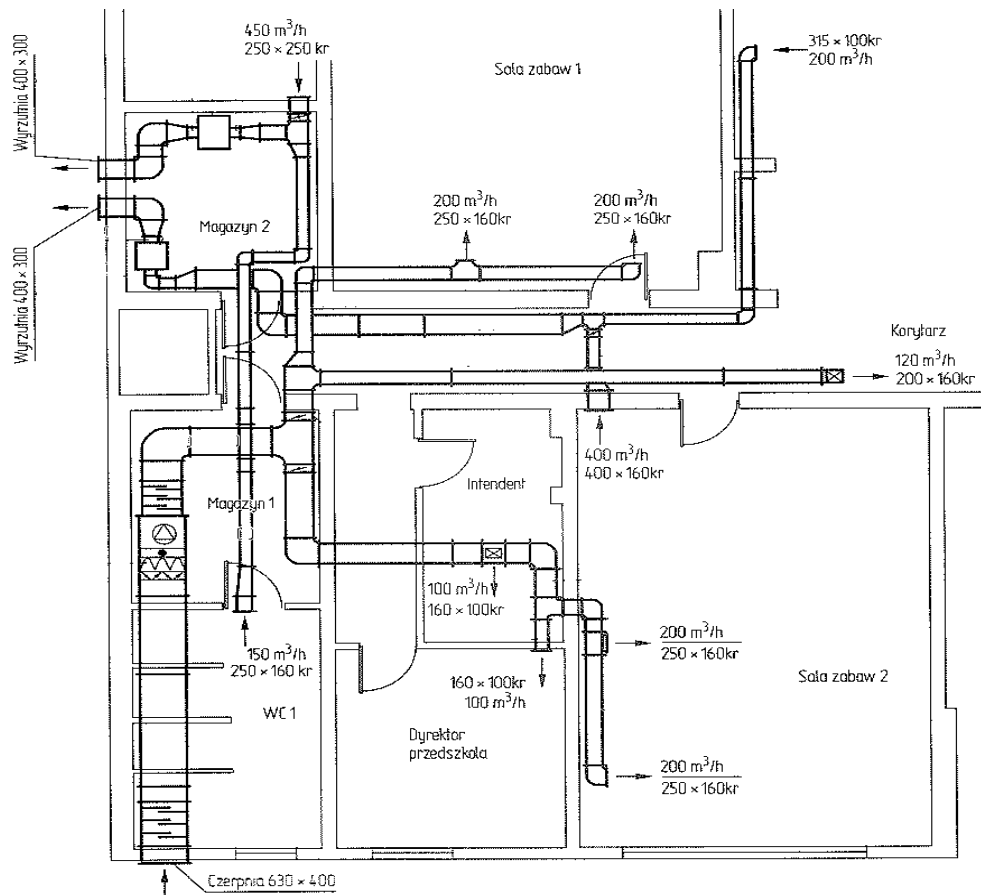 450 m³/h
250 × 250 kr
Wyrzutnia 400 × 300
Sala zabaw 1
315 × 100kr
200 m³/h
200 m³/h
250 × 160kr
200 m³/h
250 × 160kr
Magazyn 2
Wyrzutnia 400 × 300
Korytarz
120 m³/h
200 × 160kr
400 m³/h
400 × 160kr
Intendent
Magazyn 1
100 m³/h
160 × 100kr
200 m³/h
250 × 160kr
150 m³/h
250 × 160 kr
160 × 100kr
100 m³/h
Sala zabaw 2
WC 1
Dyrektor
przedszkola
200 m³/h
250 × 160kr
Czerpnia 630 × 400